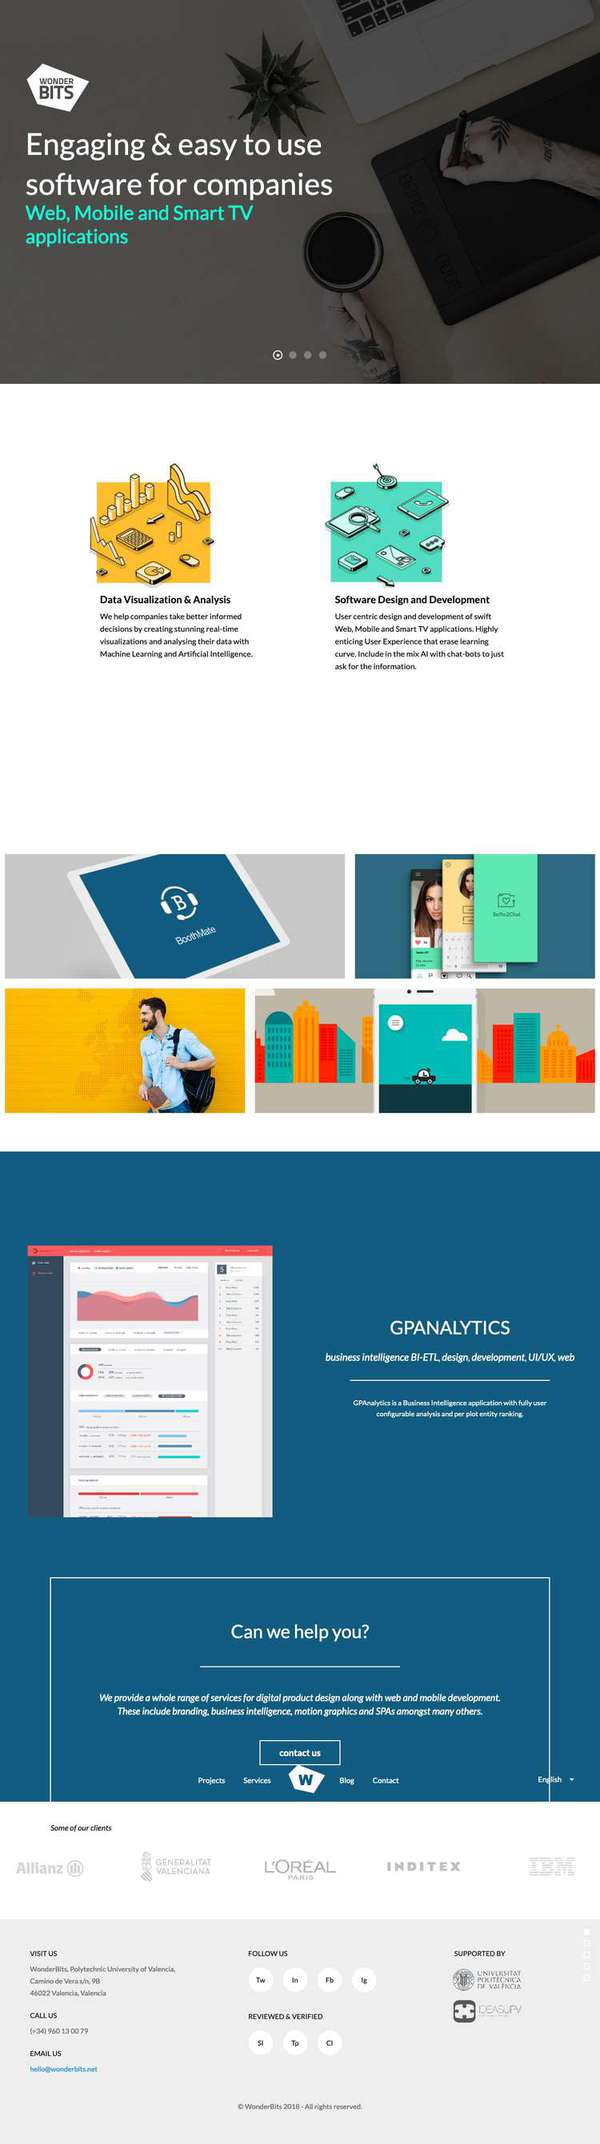 WONDER
BITS
Engaging & easy to use
software for companies
Web, Mobile and Smart TV
applications
Data Visualization & Analysis
We help companies take better informed
decisions by creating stunning real-time
visualizations and analysing their data with
Machine Learning and Artificial Intelligence.
Software Design and Development
User centric design and development of swift
Web, Mobile and Smart TV applications. Highly
enticing User Experience that erase learning
curve. Include in the mix AI with chat-bots to just
ask for the information.
B
BoothMate
Selfie2Chat
GPANALYTICS
business intelligence BI-ETL, design, development, UI/UX, web
GPAnalytics is a Business Intelligence application with fully user
configurable analysis and per plot entity ranking.
Can we help you?
We provide a whole range of services for digital product design along with web and mobile development.
These include branding, business intelligence, motion graphics and SPAs amongst many others.
contact us
Projects Services W Blog Contact English
Some of our clients
Allianz
GENERALITAT
VALENCIANA
L'ORÉAL
PARIS
INDITEX
IBM
VISIT US
WonderBits, Polytechnic University of Valencia,
Camino de Vera s/n, 9B
46022 Valencia, Valencia
CALL US
(+34) 960 13 00 79
EMAIL US
hello@wonderbits.net
FOLLOW US
Tw In Fb Ig
REVIEWED & VERIFIED
SI Tp Cl
SUPPORTED BY
UNIVERSITAT
POLITÈCNICA
DE VALÈNCIA
IDEASUPV
© WonderBits 2018 - All rights reserved.